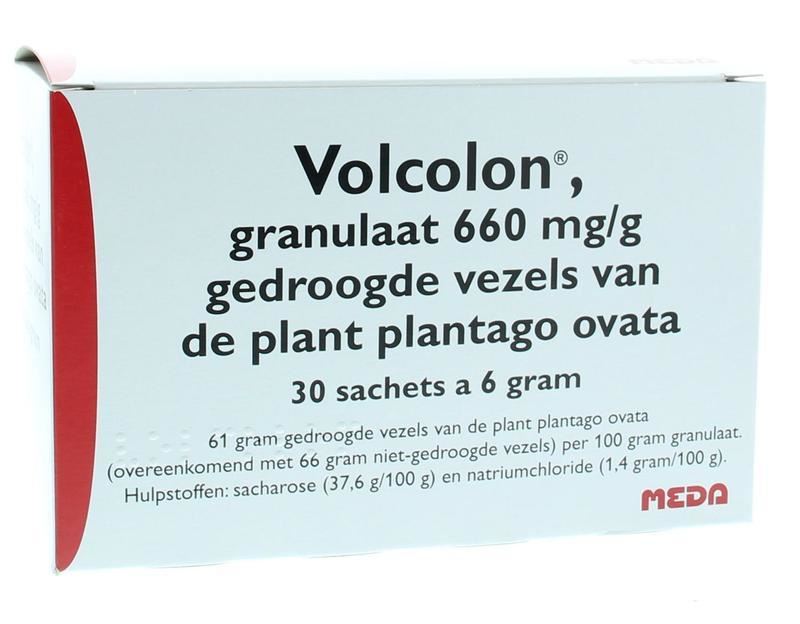 MEDA
Volcolon®,
granulaat 660 mg/g
gedroogde vezels van
de plant plantago ovata
30 sachets a 6 gram
61 gram gedroogde vezels van de plant plantago ovata
(overeenkomend met 66 gram niet-gedroogde vezels) per 100 gram granulaat.
Hulpstoffen: sacharose (37,6 g/100 g) en natriumchloride (1,4 gram/100 g).
MEDA